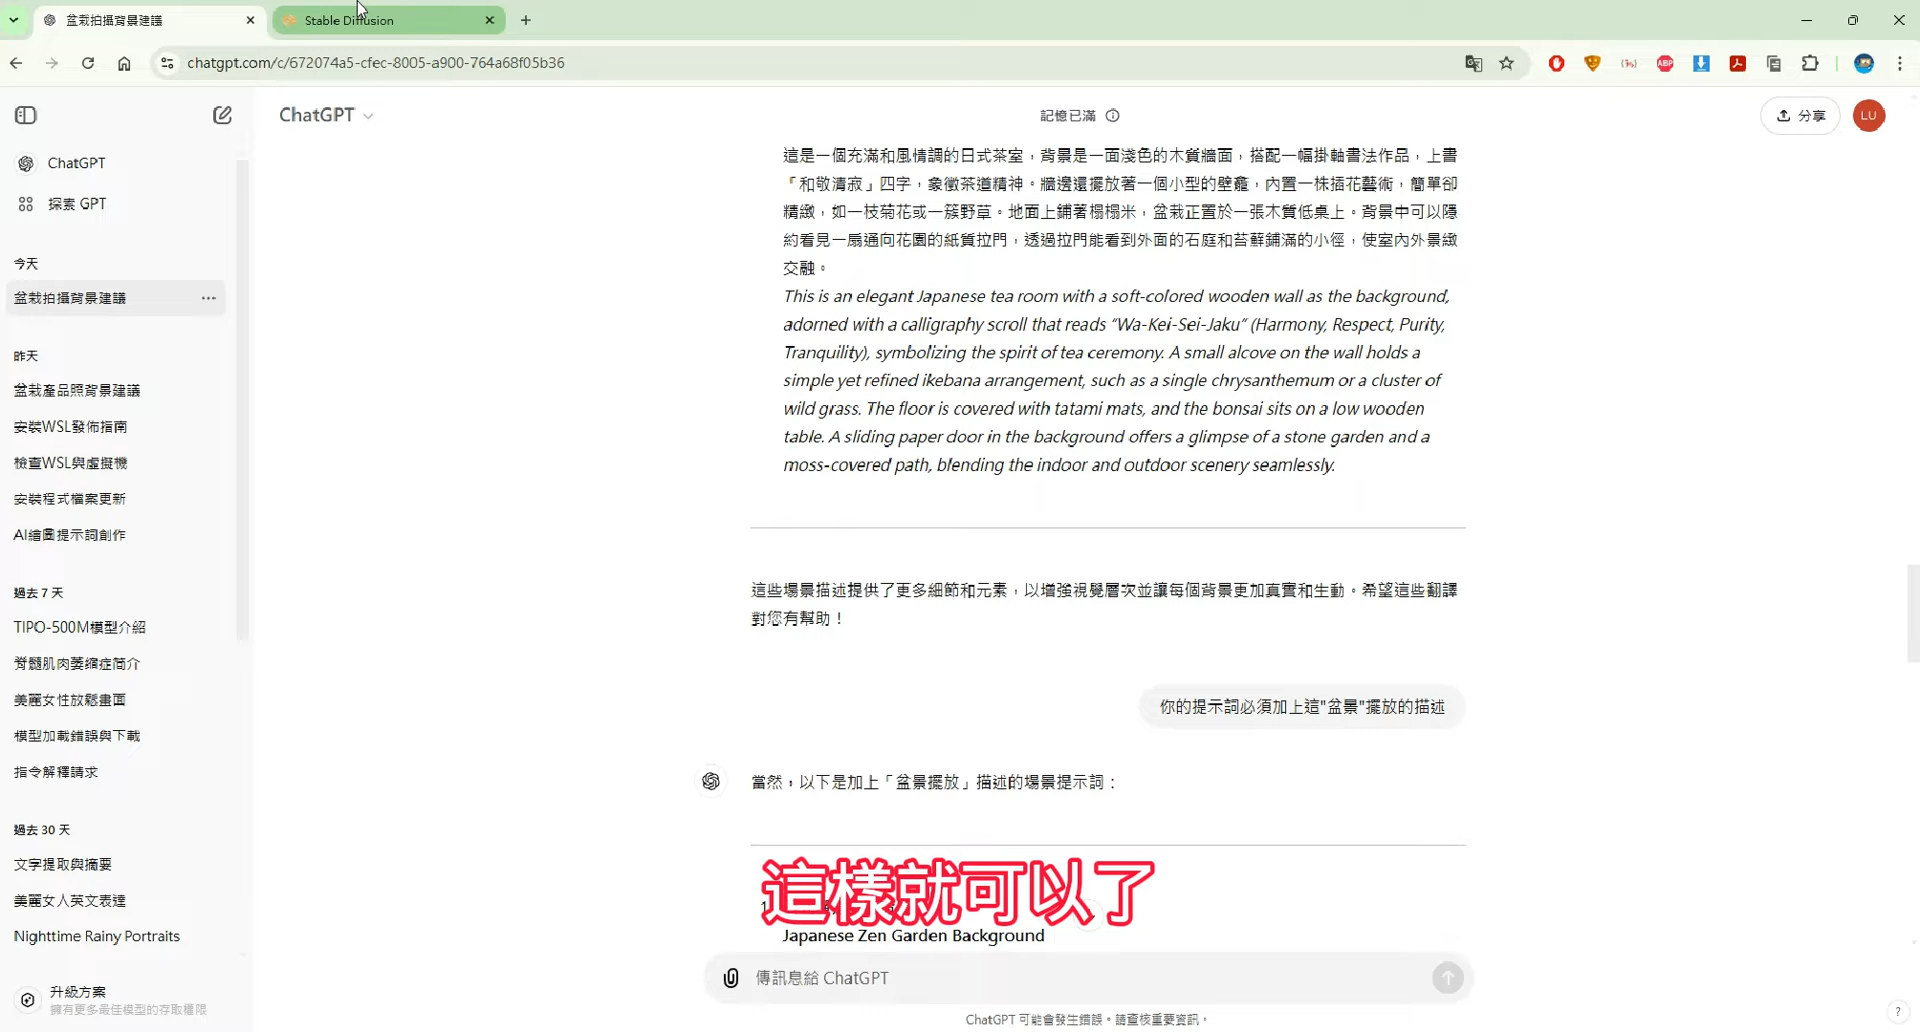 盆栽拍攝背景建議
Stable Diffusion
chatgpt.com/c/672074a5-cfec-8005-a900-764a68f05b36
ABP
ChatGPT
記憶已滿
分享
LU
ChatGPT
探索 GPT
今天
盆栽拍攝背景建議
昨天
盆栽產品照背景建議
安裝WSL發佈指南
檢查WSL與虛擬機
安裝程式檔案更新
AI繪圖提示詞創作
過去 7 天
TIPO-500M模型介紹
脊髓肌肉萎缩症简介
美麗女性放鬆畫面
模型加載錯誤與下載
指令解釋請求
過去 30 天
文字提取與摘要
美麗女人英文表達
Nighttime Rainy Portraits
升級方案
擁有更多最佳模型的存取權限
這是一個充滿和風情調的日式茶室，背景是一面淺色的木質牆面，搭配一幅掛軸書法作品，上書
「和敬清寂」四字，象徵茶道精神。牆邊還擺放著一個小型的壁龕，內置一株插花藝術，簡單卻
精緻，如一枝菊花或一簇野草。地面上鋪著榻榻米，盆栽正置於一張木質低桌上。背景中可以隱
約看見一扇通向花園的紙質拉門，透過拉門能看到外面的石庭和苔蘚鋪滿的小徑，使室內外景緻
交融。
This is an elegant Japanese tea room with a soft-colored wooden wall as the background,
adorned with a calligraphy scroll that reads “Wa-Kei-Sei-Jaku” (Harmony, Respect, Purity,
Tranquility), symbolizing the spirit of tea ceremony. A small alcove on the wall holds a
simple yet refined ikebana arrangement, such as a single chrysanthemum or a cluster of
wild grass. The floor is covered with tatami mats, and the bonsai sits on a low wooden
table. A sliding paper door in the background offers a glimpse of a stone garden and a
moss-covered path, blending the indoor and outdoor scenery seamlessly.
這些場景描述提供了更多細節和元素，以增強視覺層次並讓每個背景更加真實和生動。希望這些翻譯
對您有幫助！
你的提示詞必須加上這"盆景"擺放的描述
當然，以下是加上「盆景擺放」描述的場景提示詞：
這樣就可以了
Japanese Zen Garden Background
傳訊息給 ChatGPT
ChatGPT 可能會發生錯誤。請查核重要資訊。
?